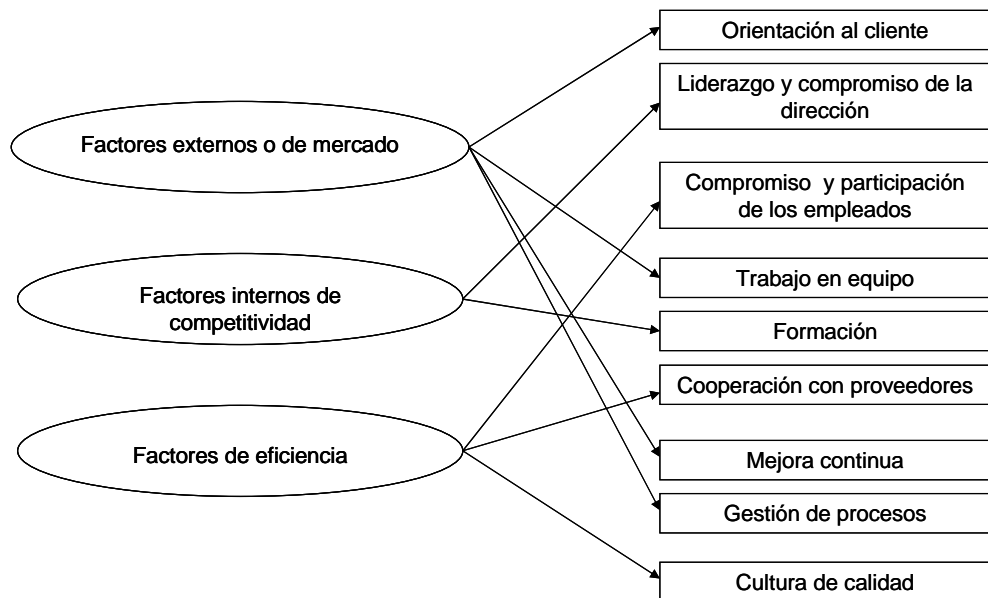 Orientación al cliente
Liderazgo y compromiso de la
dirección
Factores externos o de mercado
Compromiso y participación
de los empleados
Trabajo en equipo
Factores internos de
competitividad
Formación
Cooperación con proveedores
Factores de eficiencia
Mejora continua
Gestión de procesos
Cultura de calidad